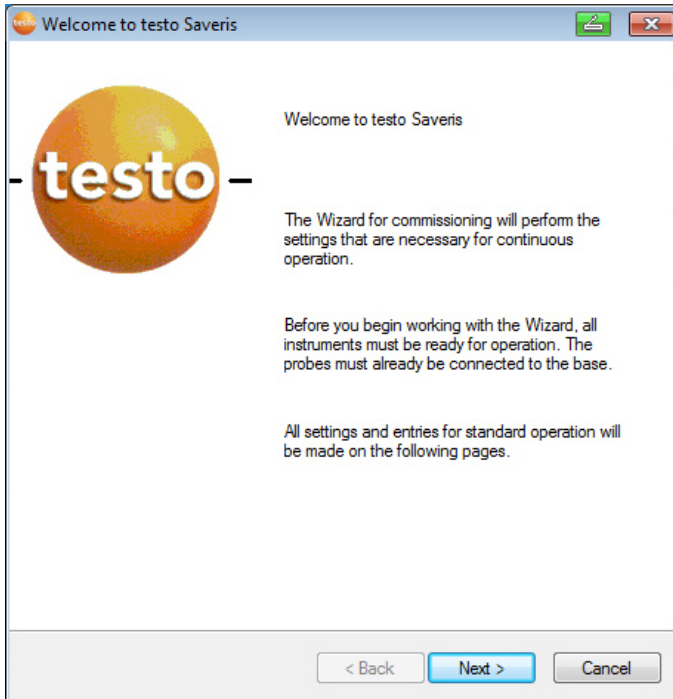 testo Welcome to testo Saveris
testo
Welcome to testo Saveris
The Wizard for commissioning will perform the
settings that are necessary for continuous
operation.
Before you begin working with the Wizard, all
instruments must be ready for operation. The
probes must already be connected to the base.
All settings and entries for standard operation will
be made on the following pages.
< Back Next > Cancel